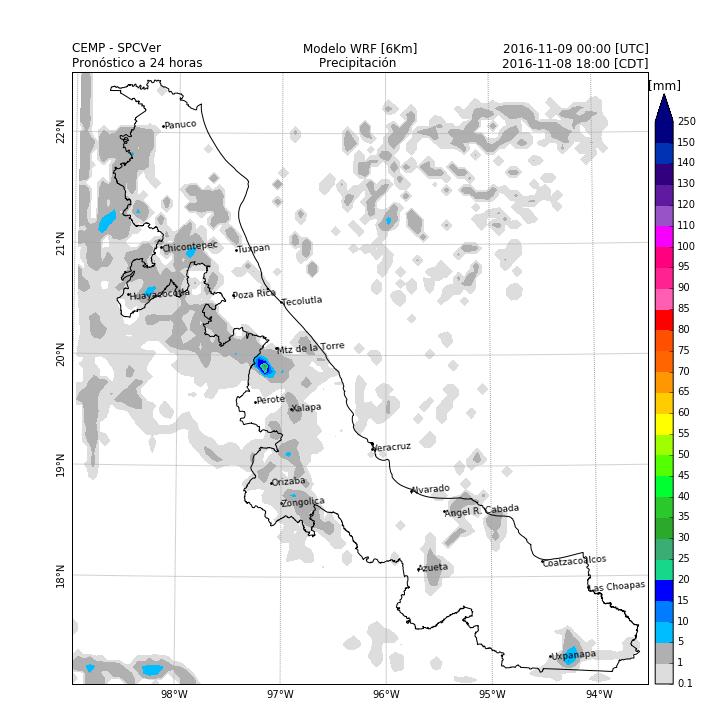 CEMP - SPCVer
Modelo WRF [6Km]
2016-11-09 00:00 [UTC]
Pronóstico a 24 horas
Precipitación
2016-11-08 18:00 [CDT]
[mm]
250
150
140
130
120
110
100
95
90
85
80
75
70
65
60
55
50
45
40
35
30
25
20
15
10
5
1
0.1
22°N
21°N
20°N
19°N
18°N
Panuco
Chicontepec
Tuxpan
Huayacocotla
Poza Rica
Tecolutla
Mtz de la Torre
Perote
Xalapa
Veracruz
Orizaba
Zongolica
Alvarado
Angel R. Cabada
Azueta
Coatzacoalcos
Las Choapas
Uxpanapa
98°W
97°W
96°W
95°W
94°W